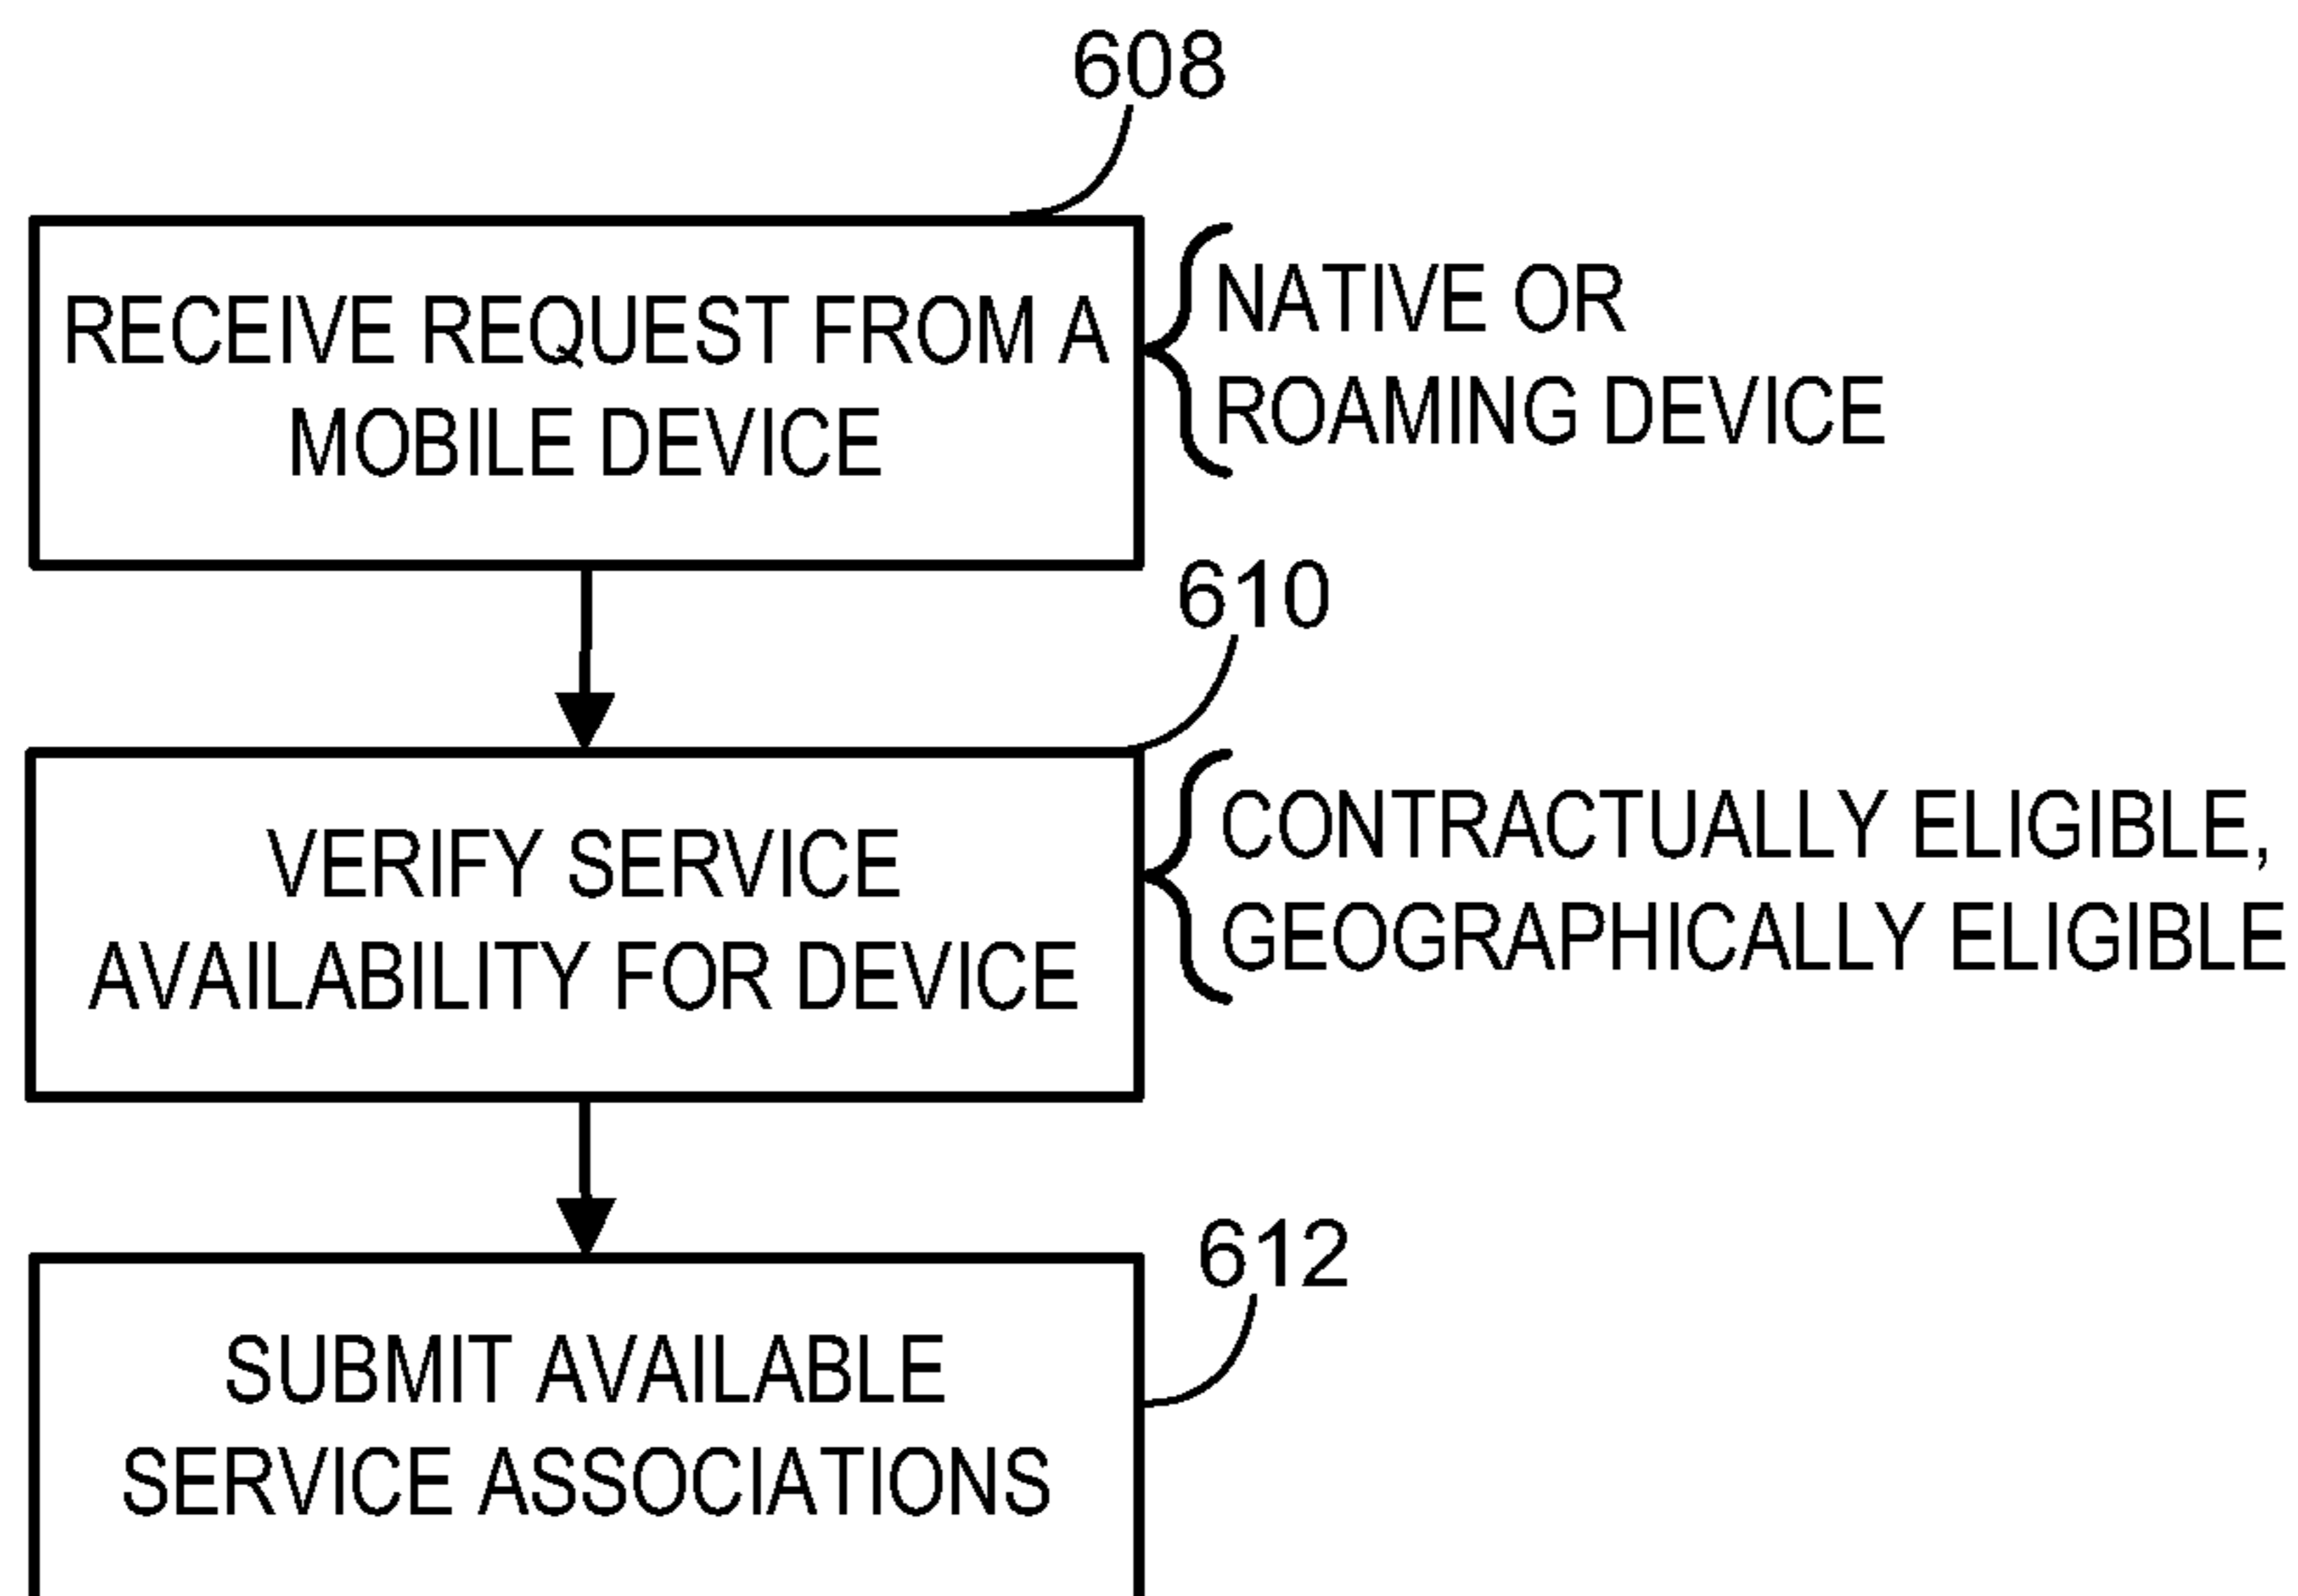 608
RECEIVE REQUEST FROM A
MOBILE DEVICE
NATIVE OR
ROAMING DEVICE
610
VERIFY SERVICE
AVAILABILITY FOR DEVICE
CONTRACTUALLY ELIGIBLE,
GEOGRAPHICALLY ELIGIBLE
612
SUBMIT AVAILABLE
SERVICE ASSOCIATIONS